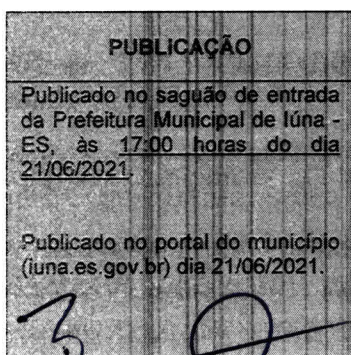 PUBLICAÇÃO
Publicado no saguão de entrada
da Prefeitura Municipal de Iúna -
ES, às 17:00 horas do dia
21/06/2021.
Publicado no portal do município
(iuna.es.gov.br) dia 21/06/2021.